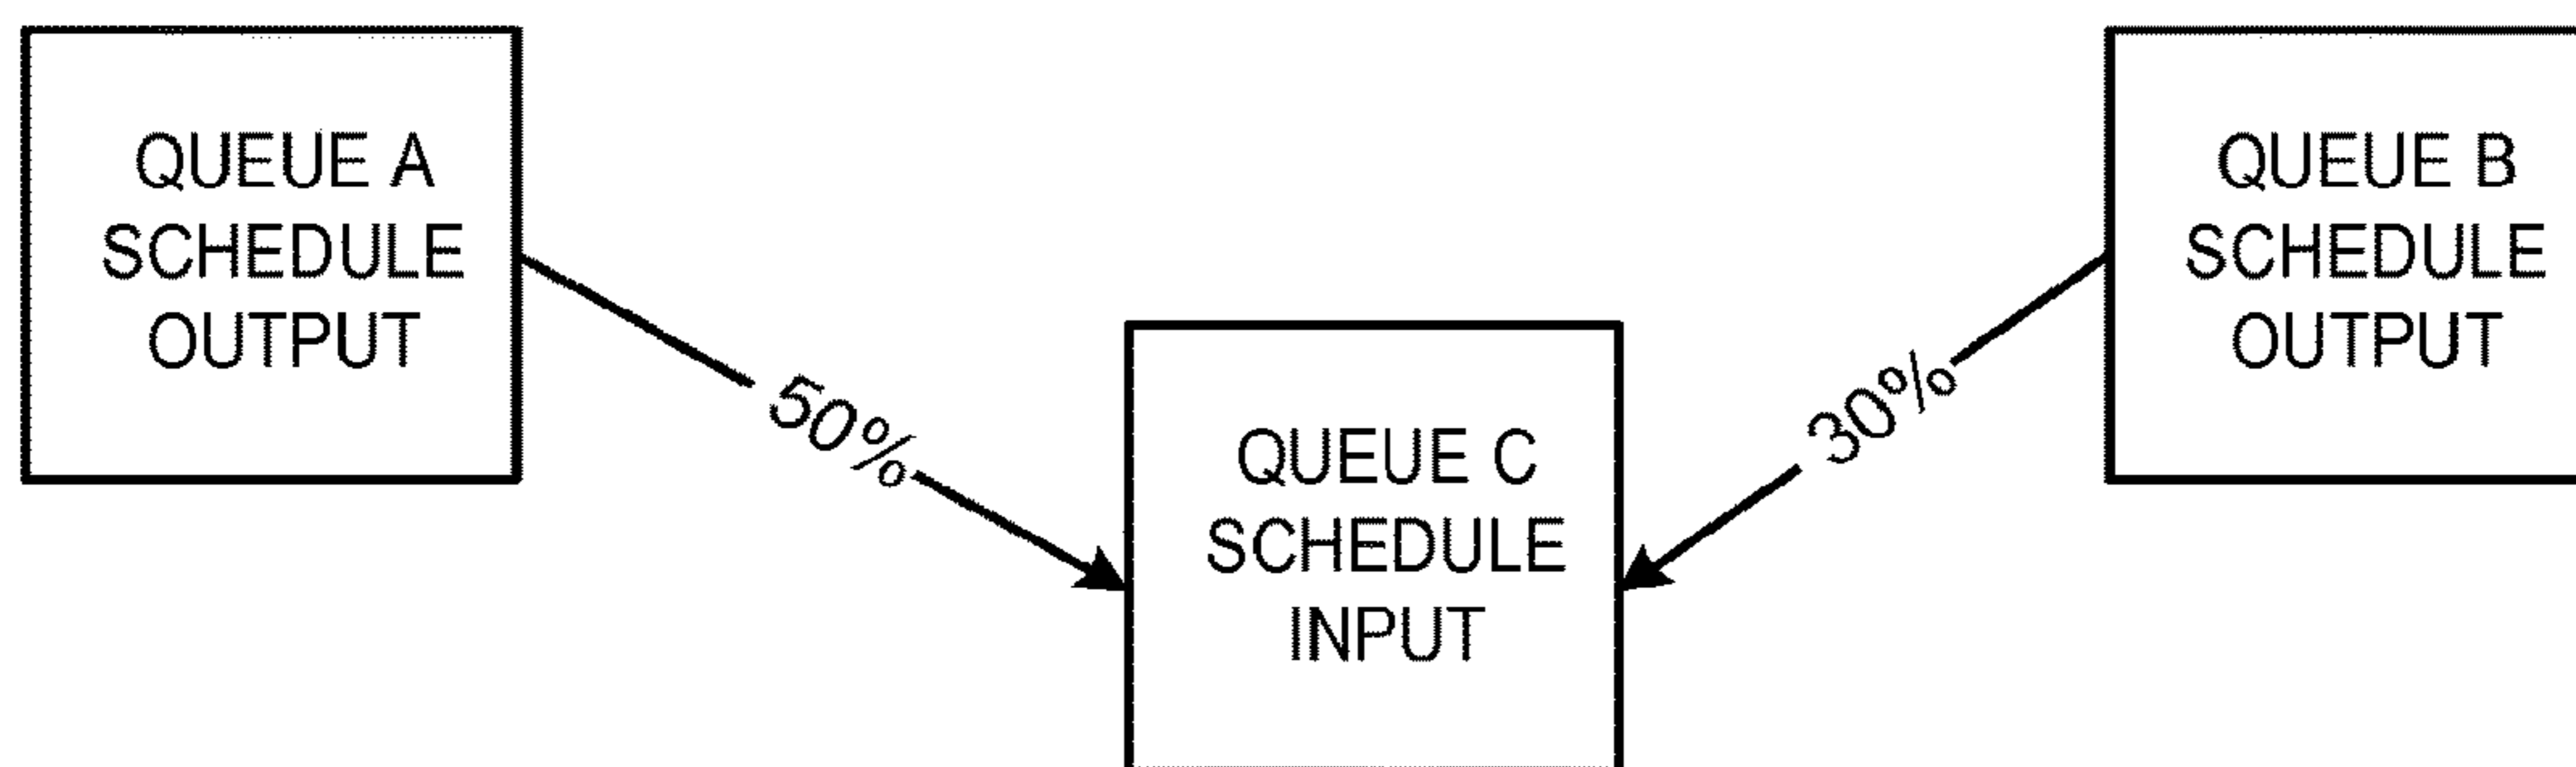 QUEUE A
SCHEDULE
OUTPUT
50%
QUEUE C
SCHEDULE
INPUT
30%
QUEUE B
SCHEDULE
OUTPUT